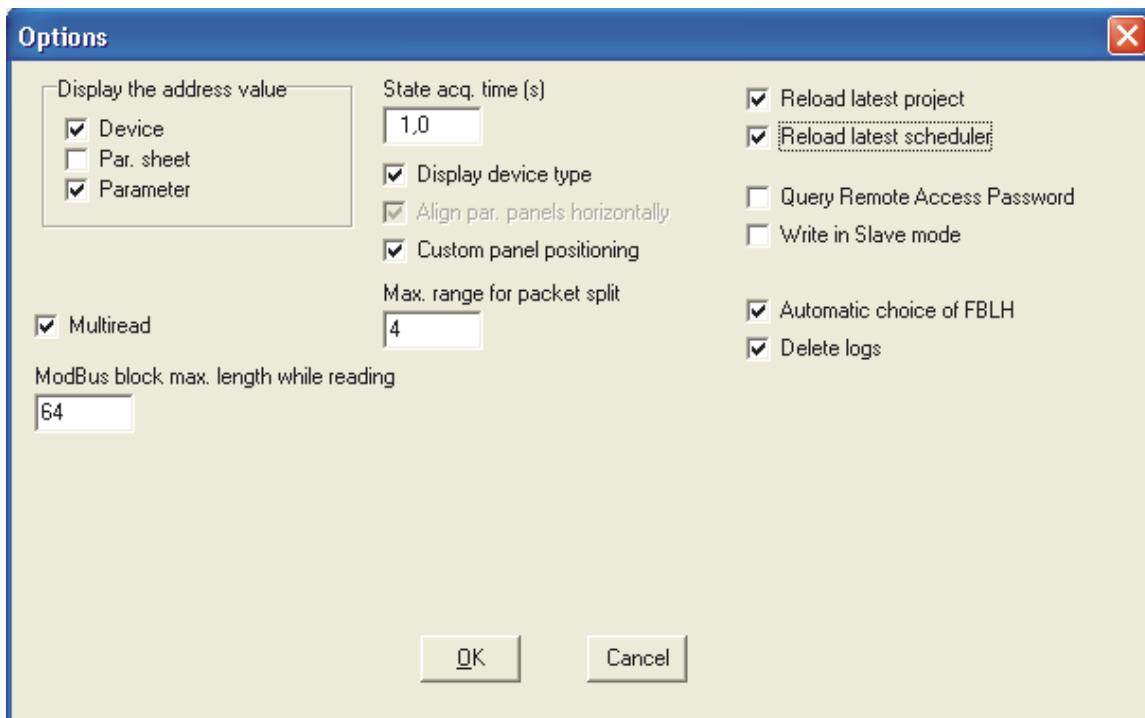 Options
Display the address value
Device
Par. sheet
Parameter
Multiread
ModBus block max. length while reading
64
State acq. time (s)
1,0
Display device type
Align par. panels horizontally
Custom panel positioning
Max. range for packet split
4
Reload latest project
Reload latest scheduler
Query Remote Access Password
Write in Slave mode
Automatic choice of FBLH
Delete logs
OK
Cancel